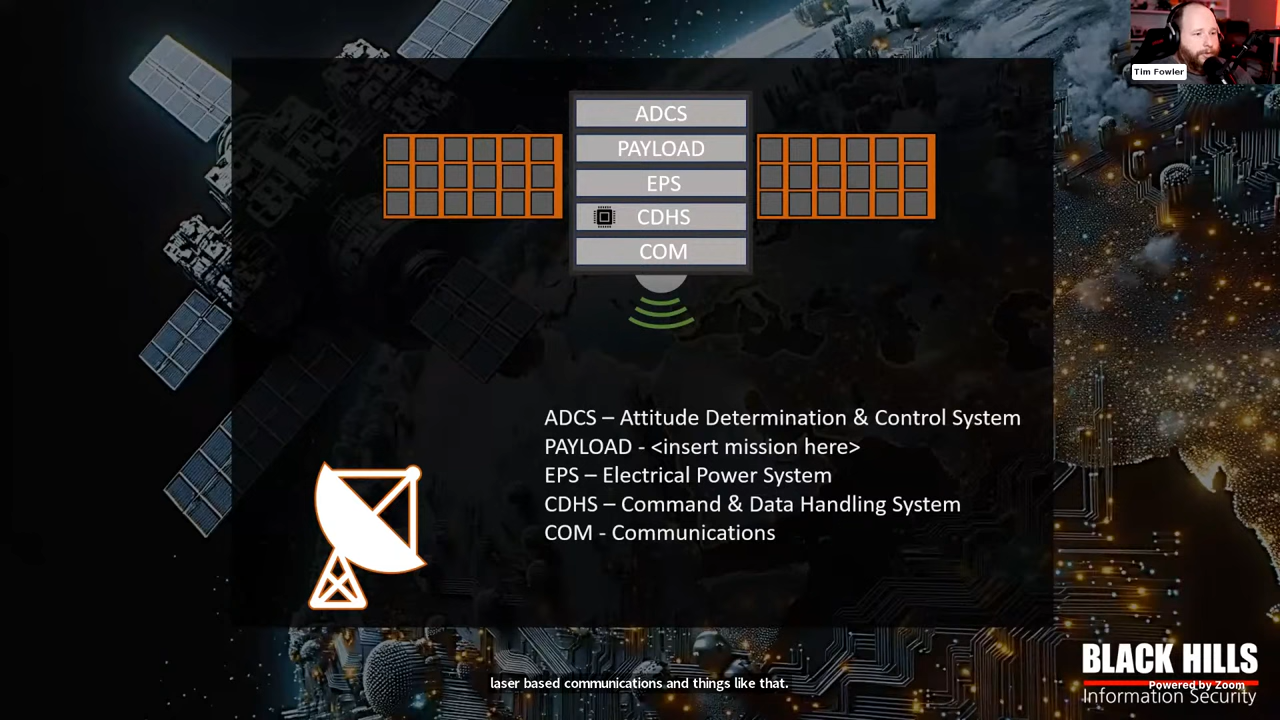 Tim Fowler
ADCS
PAYLOAD
EPS
CDHS
COM
ADCS – Attitude Determination & Control System
PAYLOAD - <insert mission here>
EPS – Electrical Power System
CDHS – Command & Data Handling System
COM - Communications
BLACK HILLS
Powered by Zoom
Information Security
laser based communications and things like that.